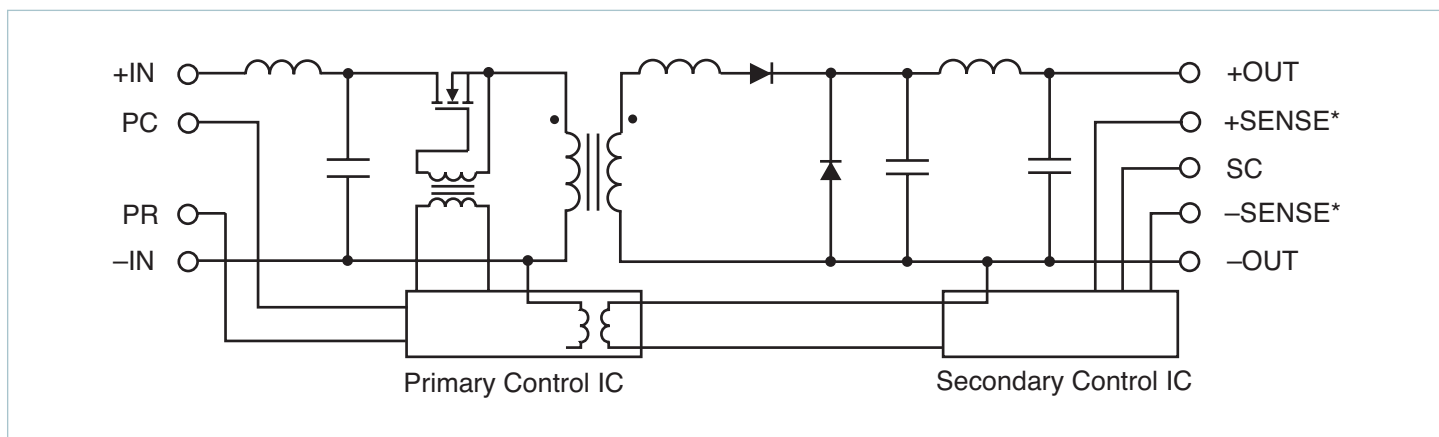 +IN
PC
PR
–IN
+OUT
+SENSE*
SC
–SENSE*
–OUT
Primary Control IC
Secondary Control IC